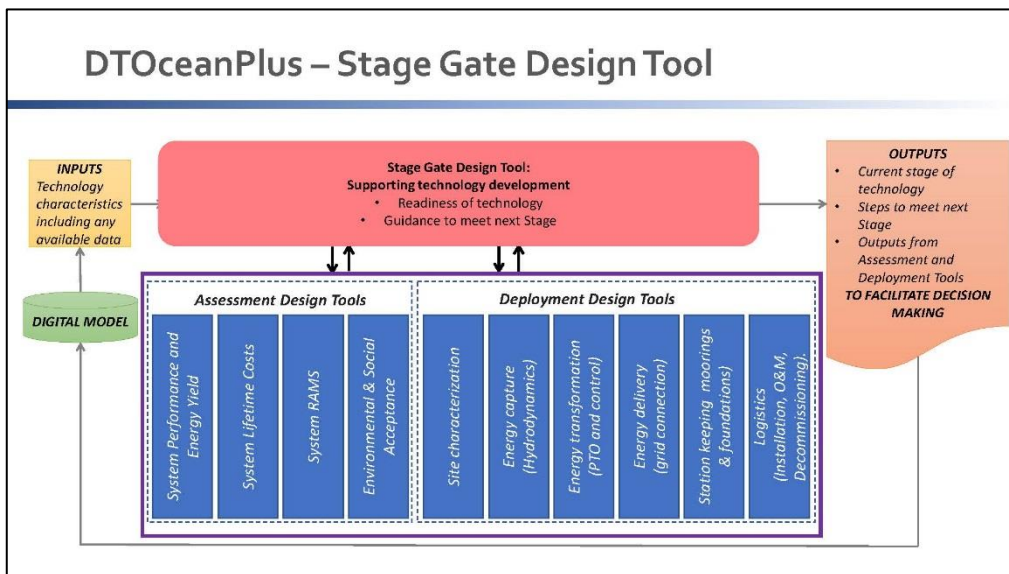 DTOceanPlus – Stage Gate Design Tool
INPUTS
Technology
characteristics
including any
available data
DIGITAL MODEL
Stage Gate Design Tool:
Supporting technology development
• Readiness of technology
• Guidance to meet next Stage
OUTPUTS
• Current stage of
technology
• Steps to meet next
Stage
• Outputs from
Assessment and
Deployment Tools
TO FACILITATE DECISION
MAKING
Assessment Design Tools
System Performance and
Energy Yield
System Lifetime Costs
System RAMS
Environmental & Social
Acceptance
Deployment Design Tools
Site characterization
Energy capture
(Hydrodynamics)
Energy transformation
(PTO and control)
Energy delivery
(grid connection)
Station keeping moorings
& foundations)
Logistics
(Installation, O&M,
Decommissioning).